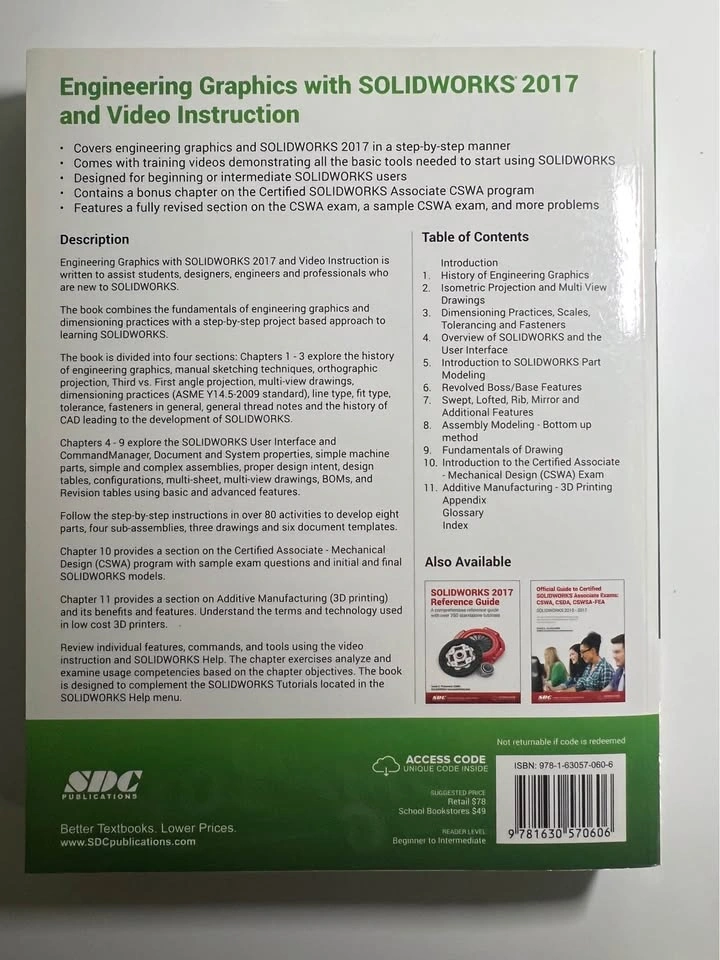 Engineering Graphics with SOLIDWORKS® 2017
and Video Instruction
• Covers engineering graphics and SOLIDWORKS 2017 in a step-by-step manner
• Comes with training videos demonstrating all the basic tools needed to start using SOLIDWORKS
• Designed for beginning or intermediate SOLIDWORKS users
• Contains a bonus chapter on the Certified SOLIDWORKS Associate CSWA program
• Features a fully revised section on the CSWA exam, a sample CSWA exam, and more problems
Description
Engineering Graphics with SOLIDWORKS 2017 and Video Instruction is
written to assist students, designers, engineers and professionals who
are new to SOLIDWORKS.
The book combines the fundamentals of engineering graphics and
dimensioning practices with a step-by-step project based approach to
learning SOLIDWORKS.
The book is divided into four sections: Chapters 1 - 3 explore the history
of engineering graphics, manual sketching techniques, orthographic
projection, Third vs. First angle projection, multi-view drawings,
dimensioning practices (ASME Y14.5-2009 standard), line type, fit type,
tolerance, fasteners in general, general thread notes and the history of
CAD leading to the development of SOLIDWORKS.
Chapters 4 - 9 explore the SOLIDWORKS User Interface and
CommandManager, Document and System properties, simple machine
parts, simple and complex assemblies, proper design intent, design
tables, configurations, multi-sheet, multi-view drawings, BOMs, and
Revision tables using basic and advanced features.
Follow the step-by-step instructions in over 80 activities to develop eight
parts, four sub-assemblies, three drawings and six document templates.
Chapter 10 provides a section on the Certified Associate - Mechanical
Design (CSWA) program with sample exam questions and initial and final
SOLIDWORKS models.
Chapter 11 provides a section on Additive Manufacturing (3D printing)
and its benefits and features. Understand the terms and technology used
in low cost 3D printers.
Review individual features, commands, and tools using the video
instruction and SOLIDWORKS Help. The chapter exercises analyze and
examine usage competencies based on the chapter objectives. The book
is designed to complement the SOLIDWORKS Tutorials located in the
SOLIDWORKS Help menu.
Table of Contents
Introduction
1. History of Engineering Graphics
2. Isometric Projection and Multi View
Drawings
3. Dimensioning Practices, Scales,
Tolerancing and Fasteners
4. Overview of SOLIDWORKS and the
User Interface
5. Introduction to SOLIDWORKS Part
Modeling
6. Revolved Boss/Base Features
7. Swept, Lofted, Rib, Mirror and
Additional Features
8. Assembly Modeling - Bottom up
method
9. Fundamentals of Drawing
10. Introduction to the Certified Associate
- Mechanical Design (CSWA) Exam
11. Additive Manufacturing - 3D Printing
Appendix
Glossary
Index
Also Available
SOLIDWORKS 2017
Reference Guide
A comprehensive reference guide
with over 250 standalone tutorials
SDC
Official Guide to Certified
SOLIDWORKS Associate Exams:
CSWA, CSDA, CSWSA-FEA
SOLIDWORKS 2015 - 2017
SDC
Not returnable if code is redeemed
ACCESS CODE
UNIQUE CODE INSIDE
SUGGESTED PRICE
Retail $78
School Bookstores $49
READER LEVEL
Beginner to Intermediate
ISBN: 978-1-63057-060-6
9 781630 570606
SDC
PUBLICATIONS
Better Textbooks. Lower Prices.
www.SDCpublications.com